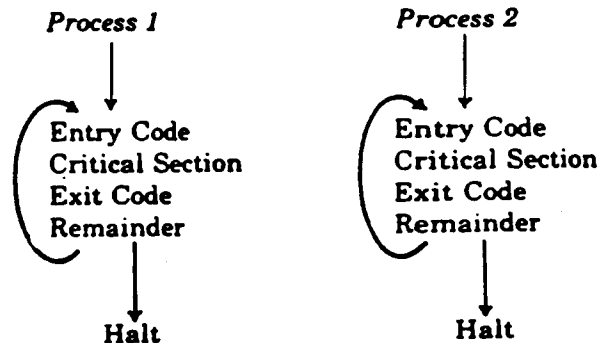 Process 1
Entry Code
Critical Section
Exit Code
Remainder
Halt
Process 2
Entry Code
Critical Section
Exit Code
Remainder
Halt